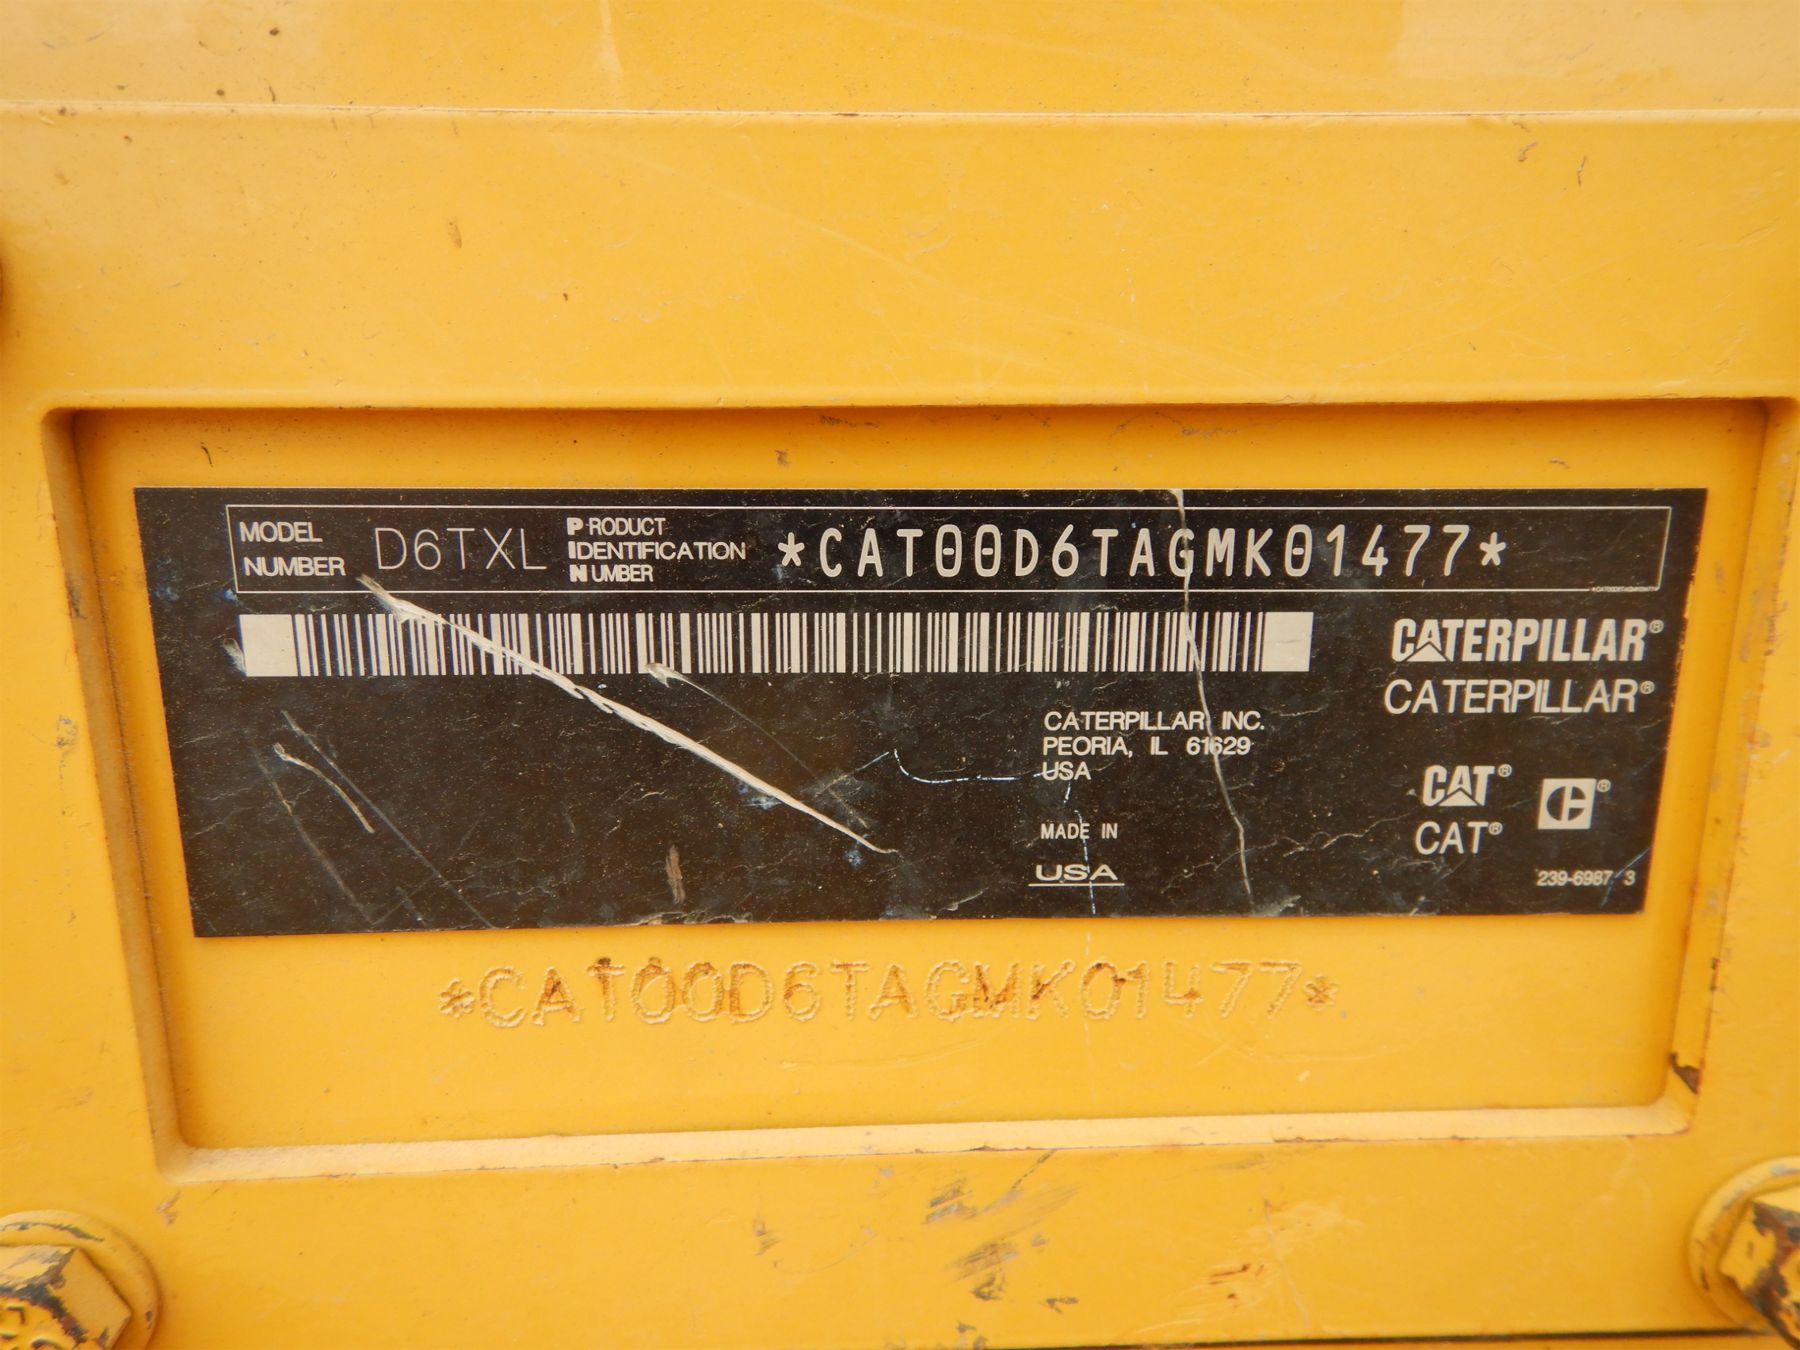 MODEL NUMBER
D6TXL
PRODUCT IDENTIFICATION NUMBER
*CAT00D6TAGMK01477*
CATERPILLAR®
CATERPILLAR®
CATERPILLAR INC.
PEORIA, IL 61629
USA
CAT®
CAT®
MADE IN
USA
239-6987 3
*CAT00D6TAGMK01477*